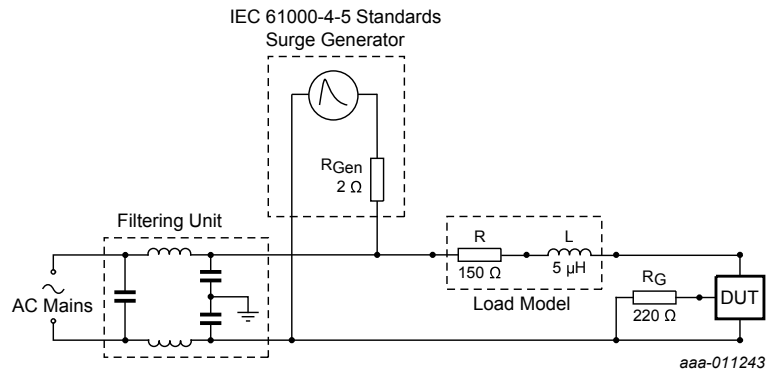 IEC 61000-4-5 Standards
Surge Generator
RGen
2 Ω
Filtering Unit
AC Mains
R
150 Ω
L
5 µH
Load Model
RG
220 Ω
DUT
aaa-011243